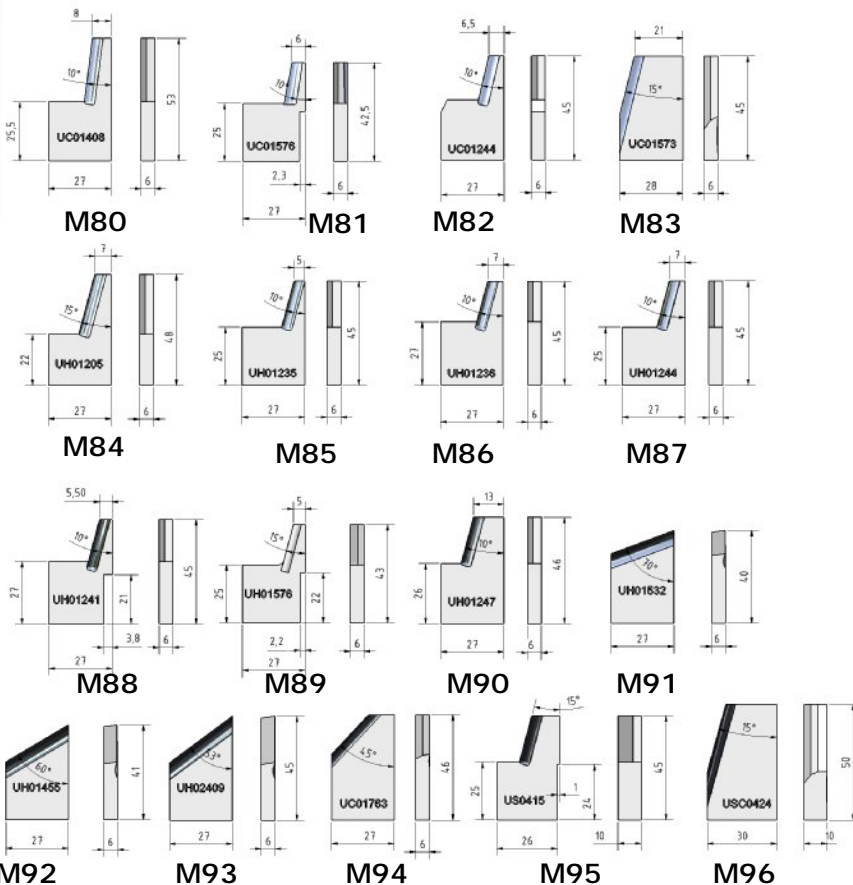 8
10°
53
25,5
UC01408
27
6
M80
6
10°
42,5
25
UC01576
2,3
6
27
M81
6,5
10°
45
UC01244
27
6
M82
21
15°
45
UC01573
28
6
M83
7
15°
48
22
UH01205
27
6
M84
5
10°
45
25
UH01235
27
6
M85
7
10°
45
27
UH01236
27
6
M86
7
10°
45
25
UH01244
27
6
M87
5,50
10°
45
27
UH01241
21
3,8
6
27
M88
5
15°
43
25
UH01576
22
2,2
6
27
M89
13
10°
46
26
UH01247
27
6
M90
70°
40
UH01532
27
6
M91
60°
41
UH01455
27
6
M92
53°
45
UH02409
27
6
M93
45°
46
UC01763
27
6
M94
15°
45
25
US0415
1
24
26
10
M95
15°
50
USC0424
30
10
M96